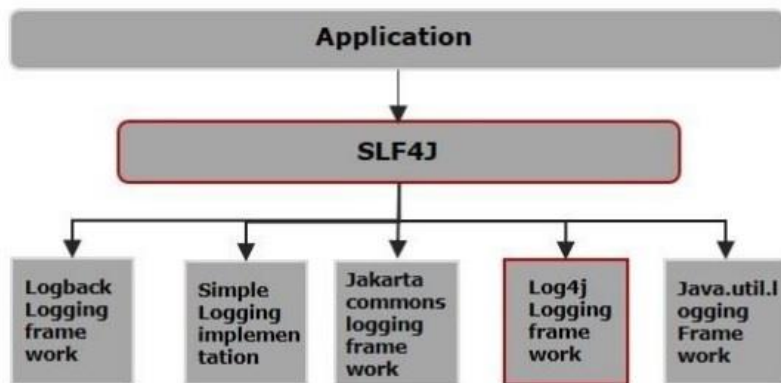 Application
SLF4J
Logback
Logging
frame
work
Simple
Logging
implemen
tation
Jakarta
commons
logging
frame
work
Log4j
Logging
frame
work
Java.util.l
ogging
Frame
work